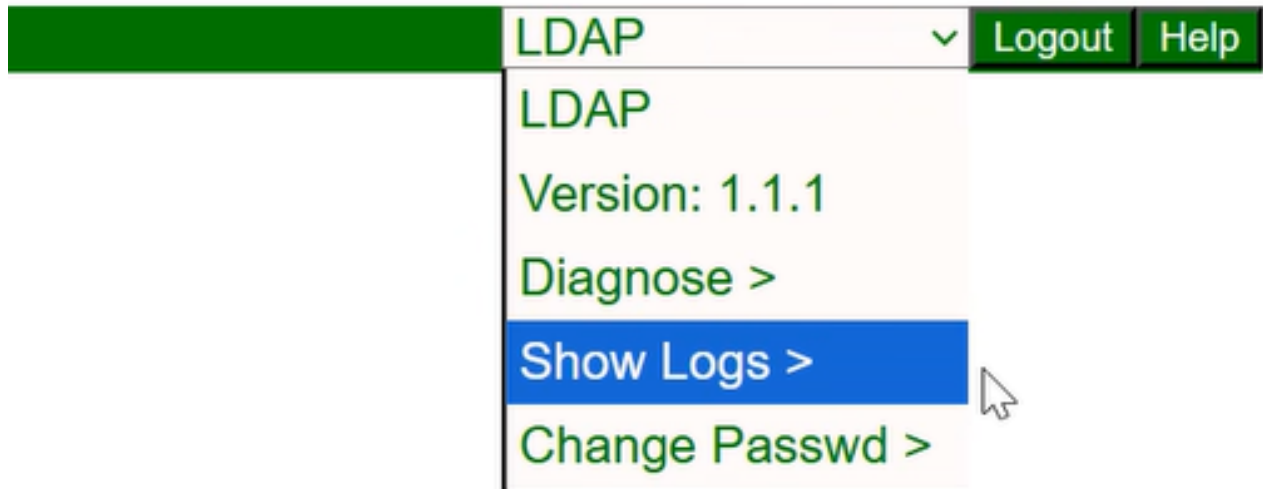 LDAP Logout Help
LDAP
Version: 1.1.1
Diagnose >
Show Logs >
Change Passwd >